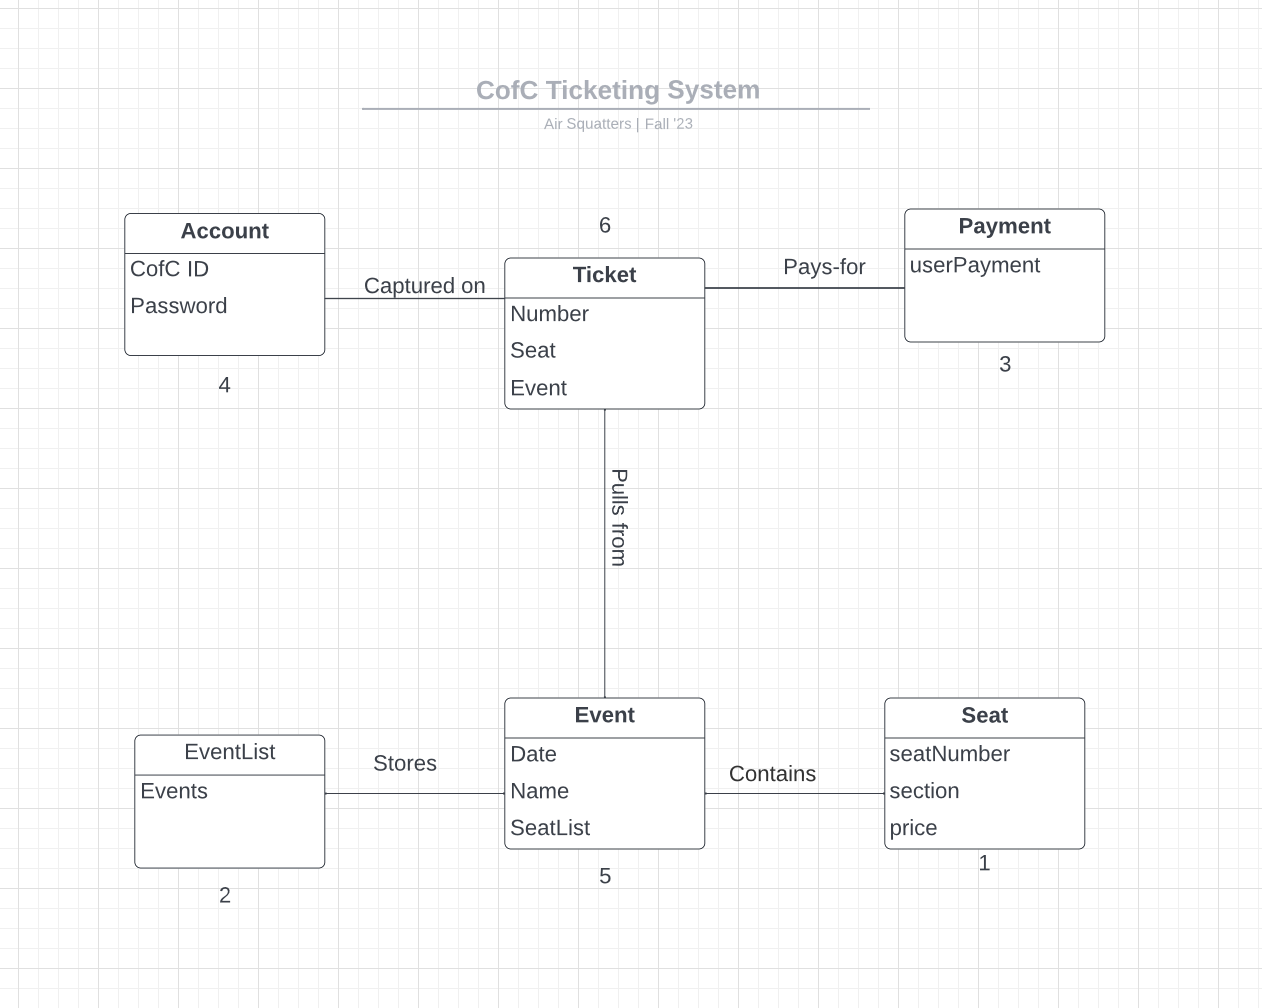 CofC Ticketing System
Air Squatters | Fall '23
Account
CofC ID
Password
4
Captured on
6
Ticket
Number
Seat
Event
Pays-for
Payment
userPayment
3
Pulls from
EventList
Events
2
Stores
Event
Date
Name
SeatList
5
Contains
Seat
seatNumber
section
price
1